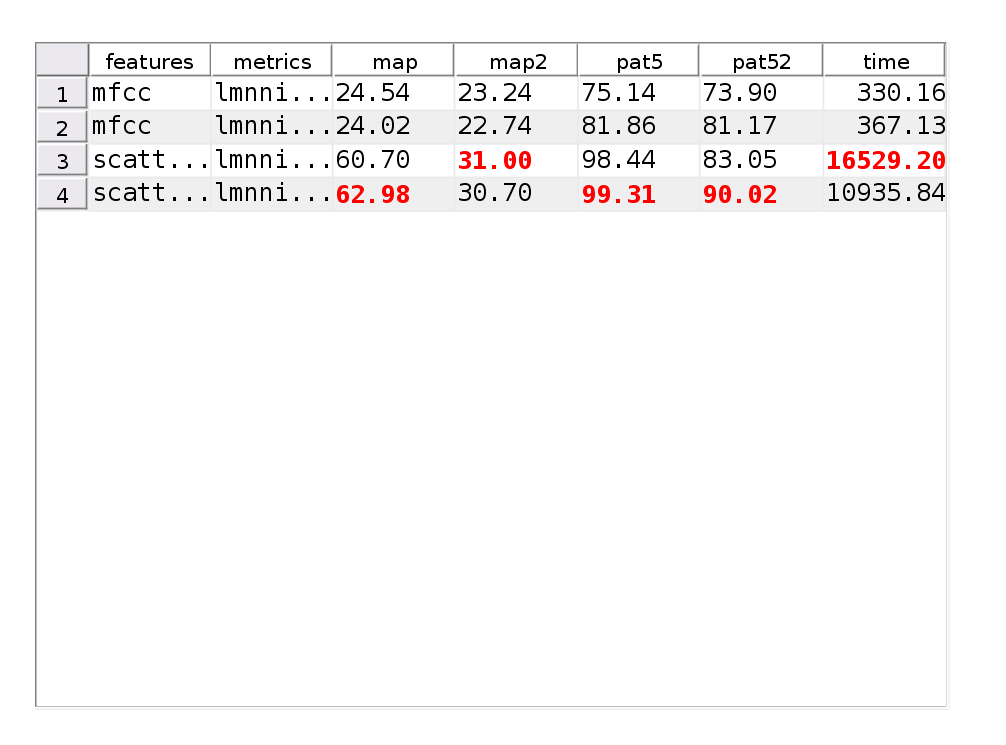 features metrics map map2 pat5 pat52 time
1 mfcc lmnni... 24.54 23.24 75.14 73.90 330.16
2 mfcc lmnni... 24.02 22.74 81.86 81.17 367.13
3 scatt... lmnni... 60.70 31.00 98.44 83.05 16529.20
4 scatt... lmnni... 62.98 30.70 99.31 90.02 10935.84